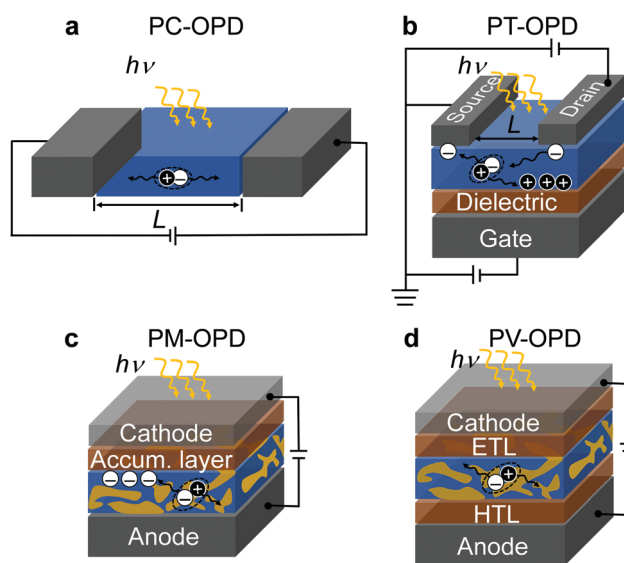 a PC-OPD
hν
L
b PT-OPD
hν
Source
Drain
L
− −
− +
+ + +
Dielectric
Gate
+ −
c PM-OPD
hν
Cathode
Accum. layer
− − −
− +
Anode
d PV-OPD
hν
Cathode
ETL
− +
HTL
Anode